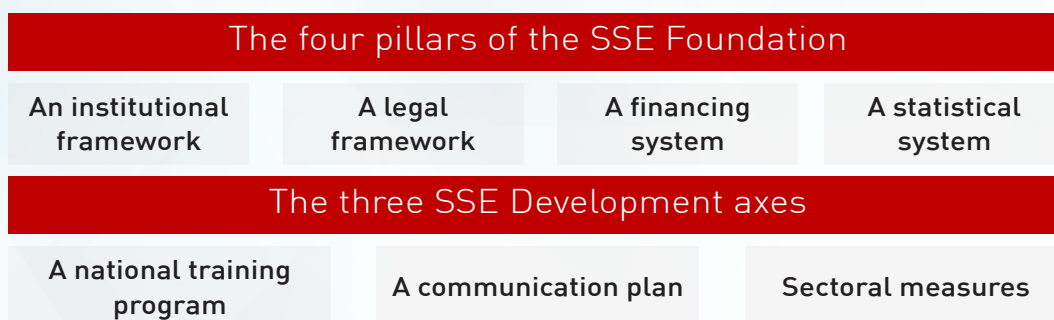 The four pillars of the SSE Foundation
An institutional
framework
A legal
framework
A financing
system
A statistical
system
The three SSE Development axes
A national training
program
A communication plan
Sectoral measures